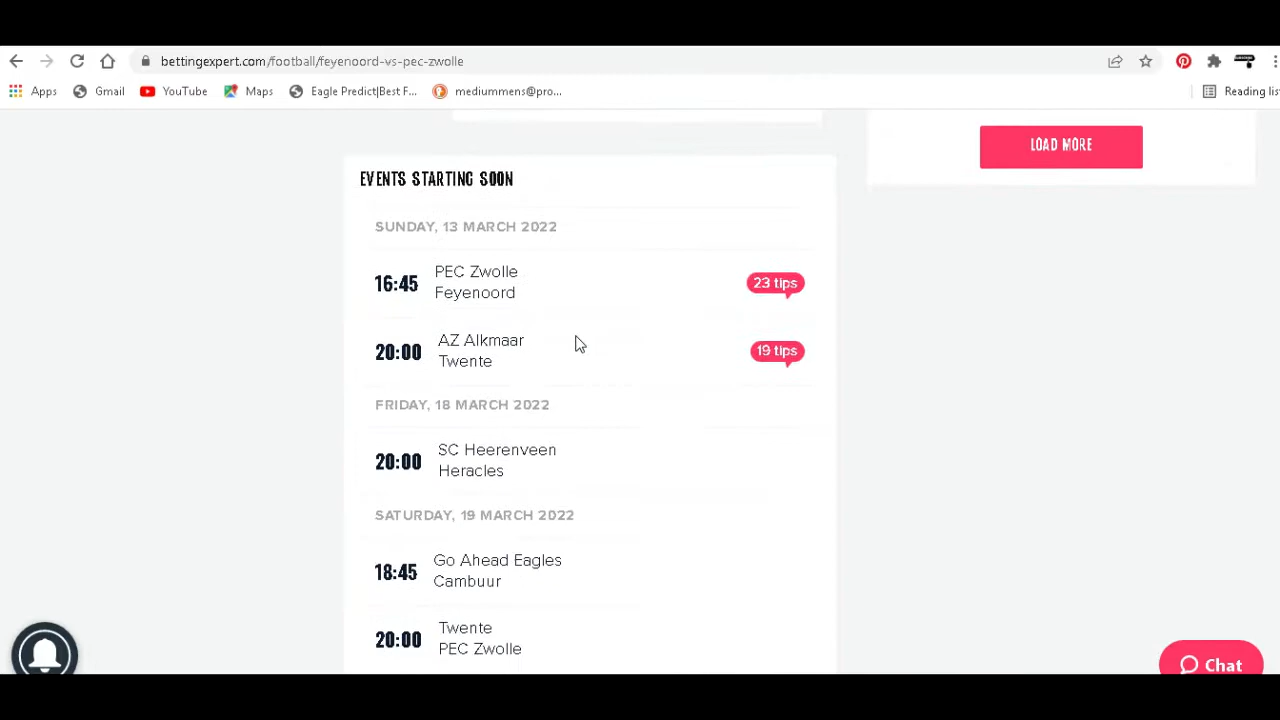 bettingexpert.com/football/feyenoord-vs-pec-zwolle
Apps Gmail YouTube Maps Eagle Predict|Best F... mediummens@pro... Reading list
LOAD MORE
EVENTS STARTING SOON
SUNDAY, 13 MARCH 2022
16:45
PEC Zwolle
Feyenoord
23 tips
20:00
AZ Alkmaar
Twente
19 tips
FRIDAY, 18 MARCH 2022
20:00
SC Heerenveen
Heracles
SATURDAY, 19 MARCH 2022
18:45
Go Ahead Eagles
Cambuur
20:00
Twente
PEC Zwolle
Chat